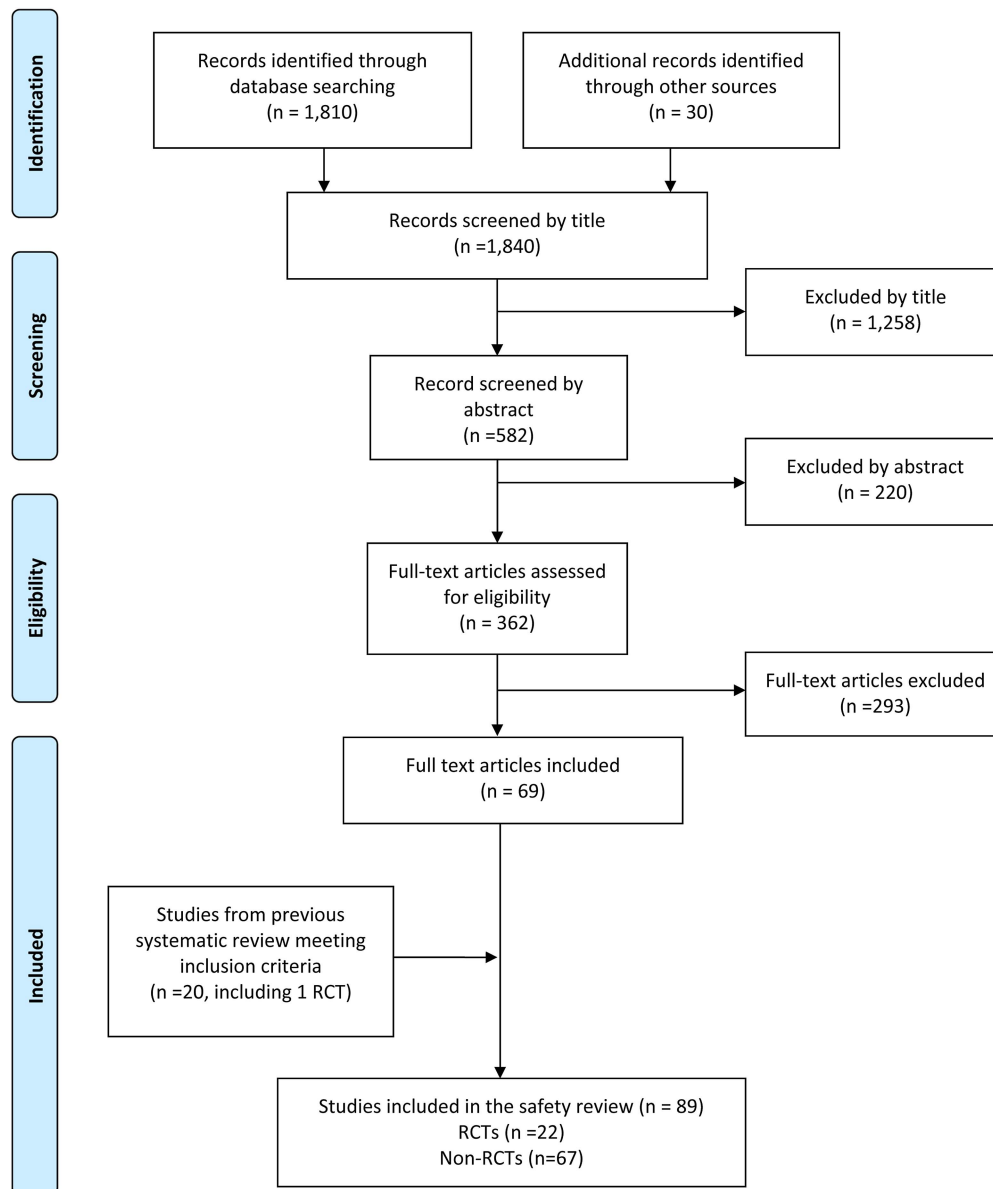 Identification
Records identified through
database searching
(n = 1,810)
Additional records identified
through other sources
(n = 30)
Records screened by title
(n =1,840)
Screening
Excluded by title
(n = 1,258)
Record screened by
abstract
(n =582)
Excluded by abstract
(n = 220)
Eligibility
Full-text articles assessed
for eligibility
(n = 362)
Full-text articles excluded
(n =293)
Included
Full text articles included
(n = 69)
Studies from previous
systematic review meeting
inclusion criteria
(n =20, including 1 RCT)
Studies included in the safety review (n = 89)
RCTs (n =22)
Non-RCTs (n=67)